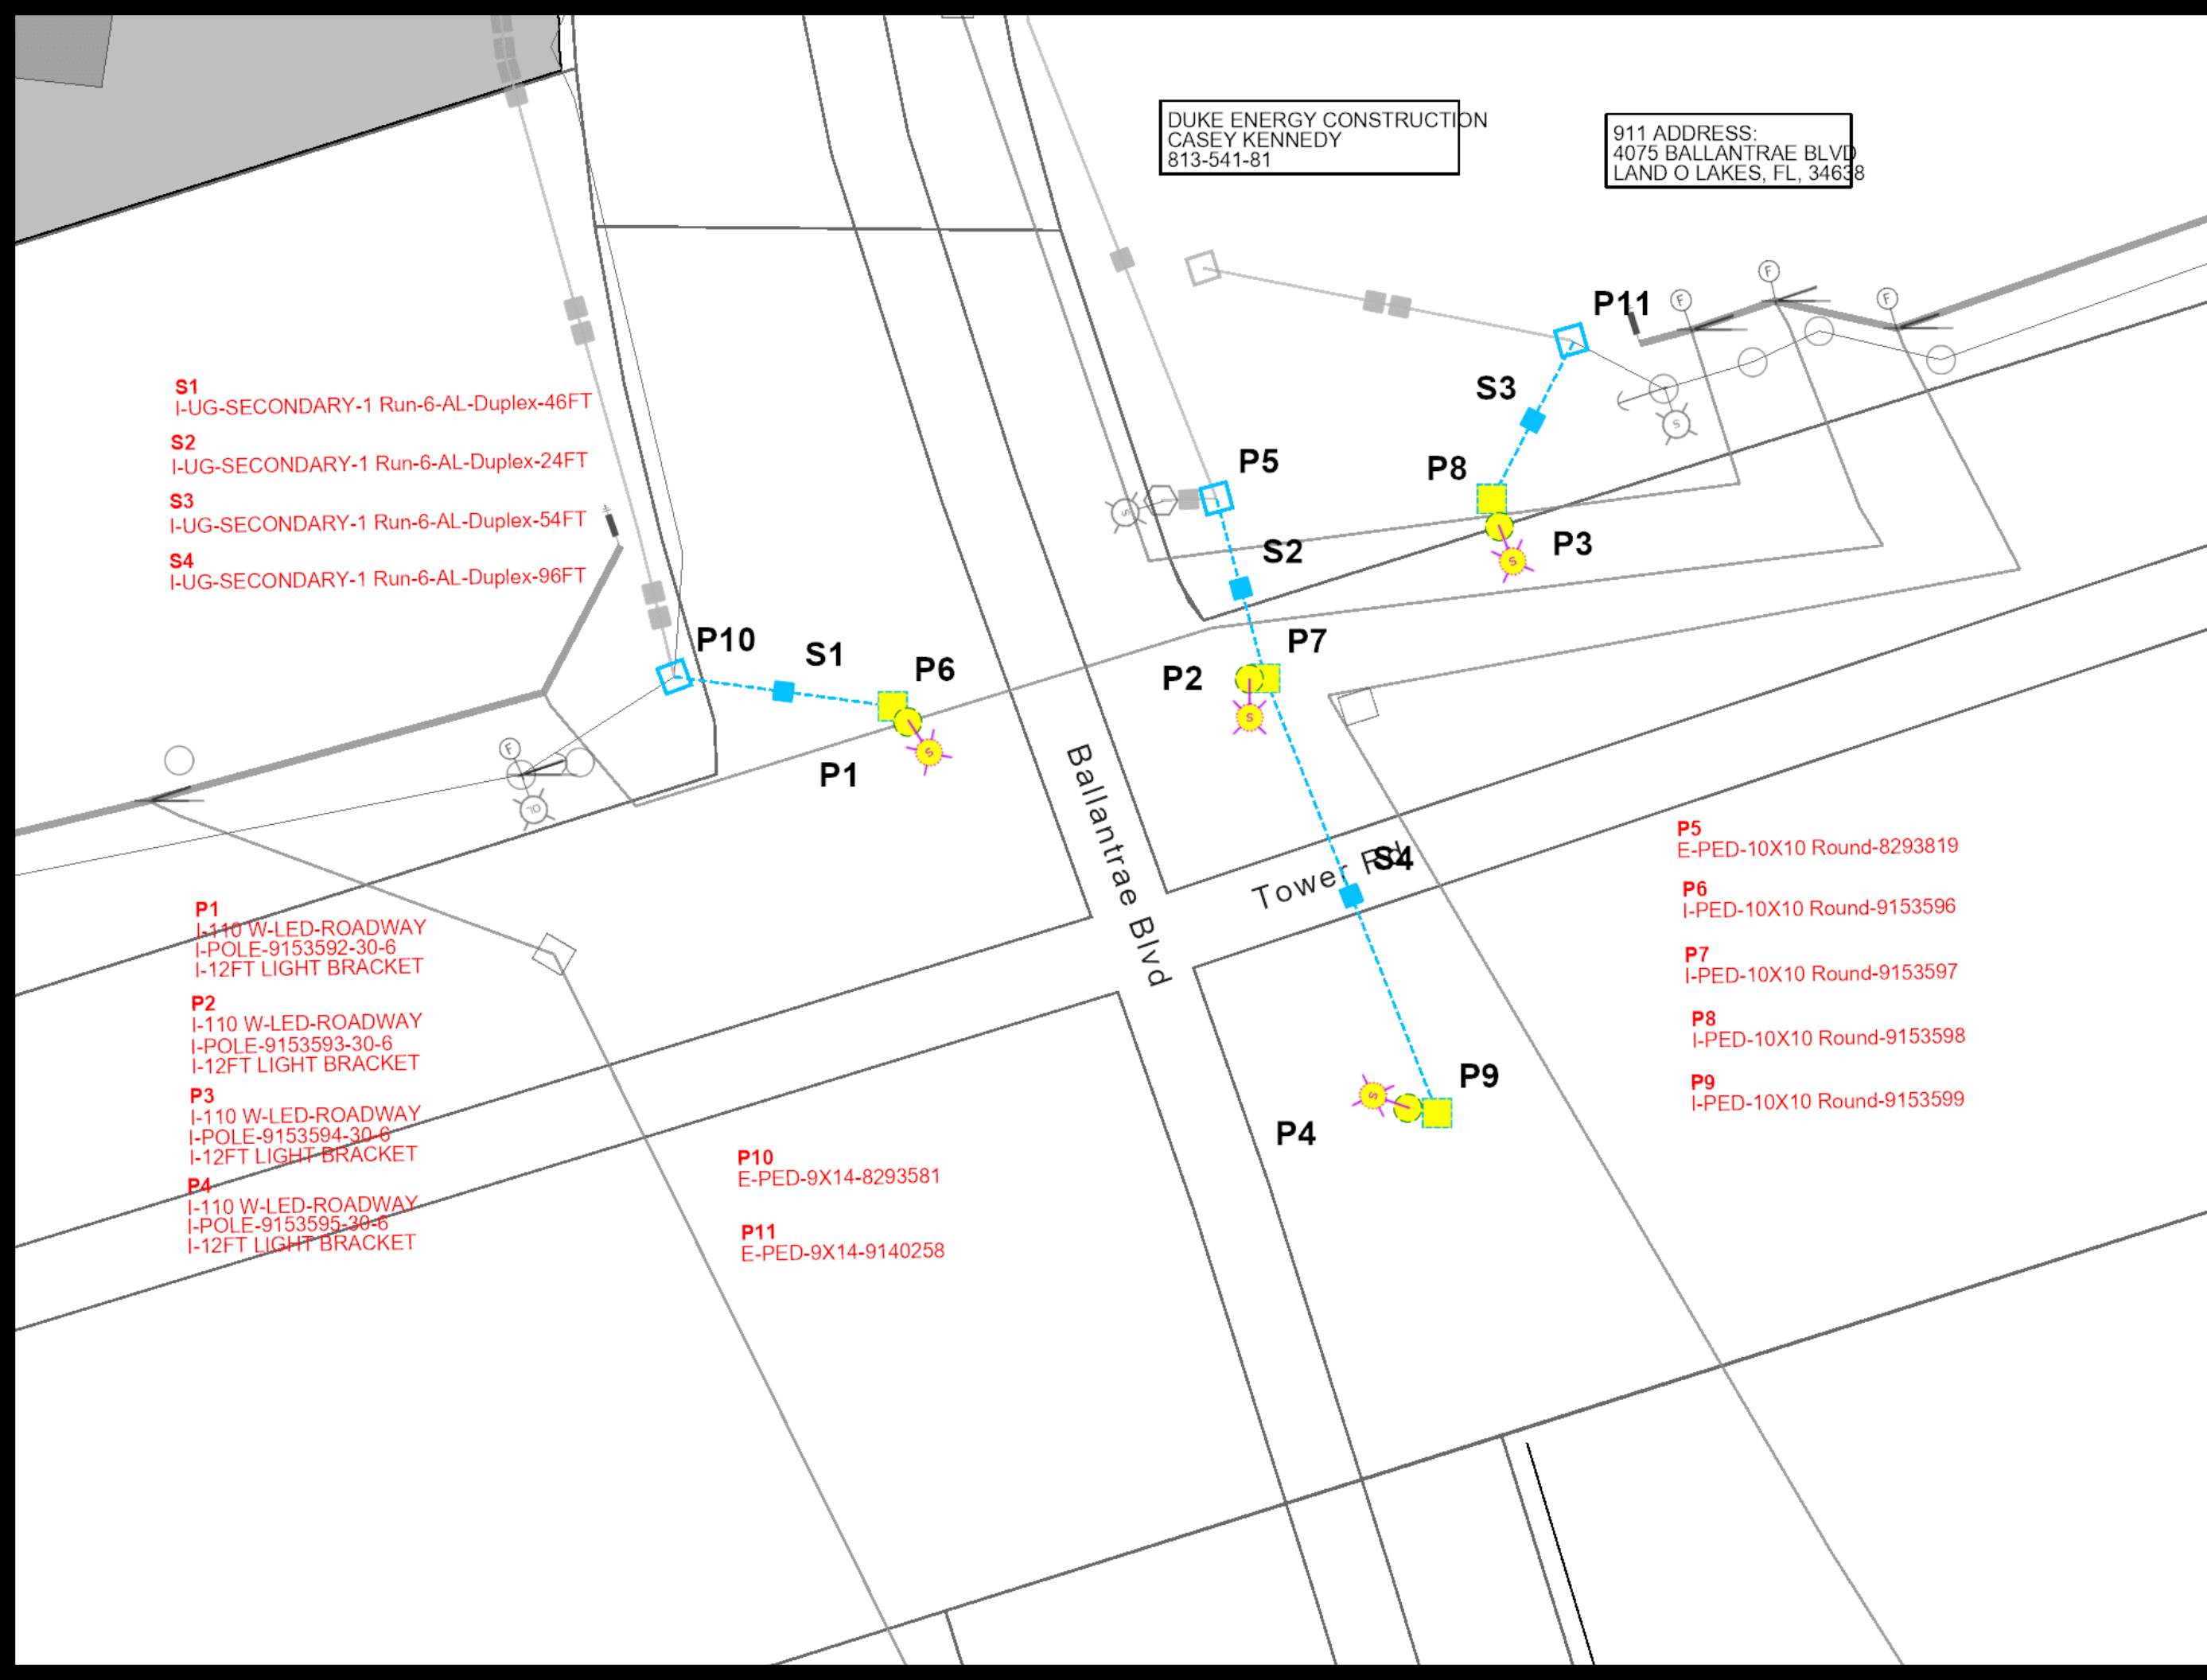 DUKE ENERGY CONSTRUCTION
CASEY KENNEDY
813-541-81
911 ADDRESS:
4075 BALLANTRAE BLVD
LAND O LAKES, FL, 34638
P11
F
F
F
S3
S
S1
I-UG-SECONDARY-1 Run-6-AL-Duplex-46FT
S2
I-UG-SECONDARY-1 Run-6-AL-Duplex-24FT
S3
I-UG-SECONDARY-1 Run-6-AL-Duplex-54FT
S4
I-UG-SECONDARY-1 Run-6-AL-Duplex-96FT
P5
P8
S
S2
P3
S
P10
S1
P6
P7
P2
S
F
S
P1
OL
Ballantrae Blvd
Tower Rd
S4
P9
S
P4
P1
I-110 W-LED-ROADWAY
I-POLE-9153592-30-6
I-12FT LIGHT BRACKET
P2
I-110 W-LED-ROADWAY
I-POLE-9153593-30-6
I-12FT LIGHT BRACKET
P3
I-110 W-LED-ROADWAY
I-POLE-9153594-30-6
I-12FT LIGHT BRACKET
P4
I-110 W-LED-ROADWAY
I-POLE-9153595-30-6
I-12FT LIGHT BRACKET
P10
E-PED-9X14-8293581
P11
E-PED-9X14-9140258
P5
E-PED-10X10 Round-8293819
P6
I-PED-10X10 Round-9153596
P7
I-PED-10X10 Round-9153597
P8
I-PED-10X10 Round-9153598
P9
I-PED-10X10 Round-9153599